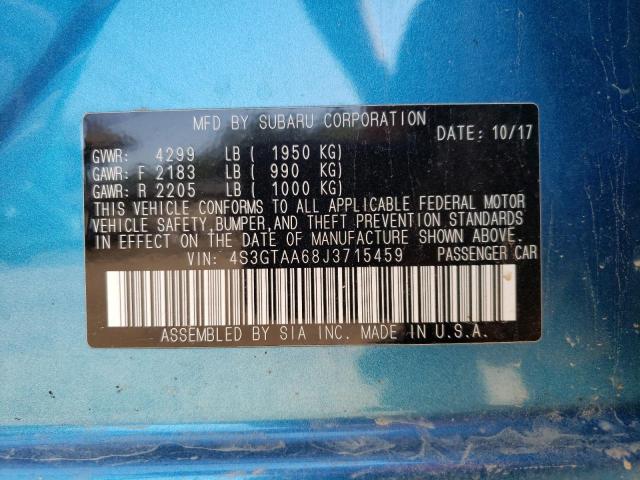 MFD BY SUBARU CORPORATION
DATE: 10/17
GVWR: 4299 LB ( 1950 KG)
GAWR: F 2183 LB ( 990 KG)
GAWR: R 2205 LB ( 1000 KG)
THIS VEHICLE CONFORMS TO ALL APPLICABLE FEDERAL MOTOR
VEHICLE SAFETY, BUMPER, AND THEFT PREVENTION STANDARDS
IN EFFECT ON THE DATE OF MANUFACTURE SHOWN ABOVE.
VIN: 4S3GTAA68J3715459 PASSENGER CAR
ASSEMBLED BY SIA INC. MADE IN U.S.A.